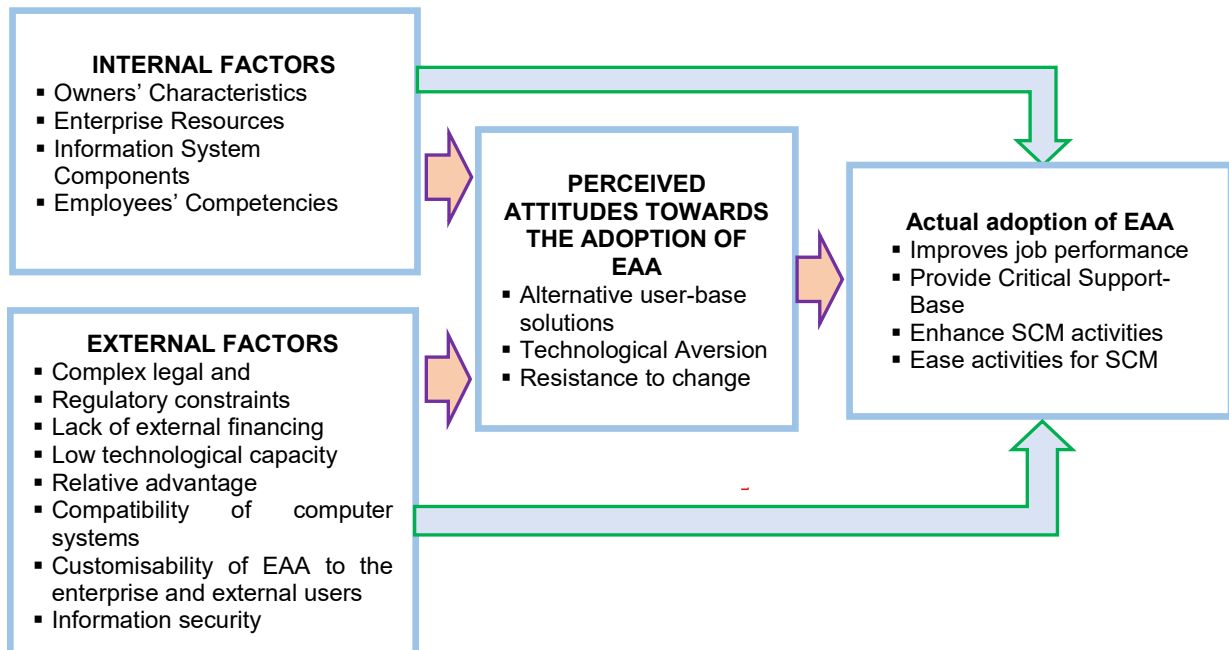 INTERNAL FACTORS
▪ Owners’ Characteristics
▪ Enterprise Resources
▪ Information System
Components
▪ Employees’ Competencies
EXTERNAL FACTORS
▪ Complex legal and
▪ Regulatory constraints
▪ Lack of external financing
▪ Low technological capacity
▪ Relative advantage
▪ Compatibility of computer
systems
▪ Customisability of EAA to the
enterprise and external users
▪ Information security
PERCEIVED
ATTITUDES TOWARDS
THE ADOPTION OF
EAA
▪ Alternative user-base
solutions
▪ Technological Aversion
▪ Resistance to change
Actual adoption of EAA
▪ Improves job performance
▪ Provide Critical Support-
Base
▪ Enhance SCM activities
▪ Ease activities for SCM